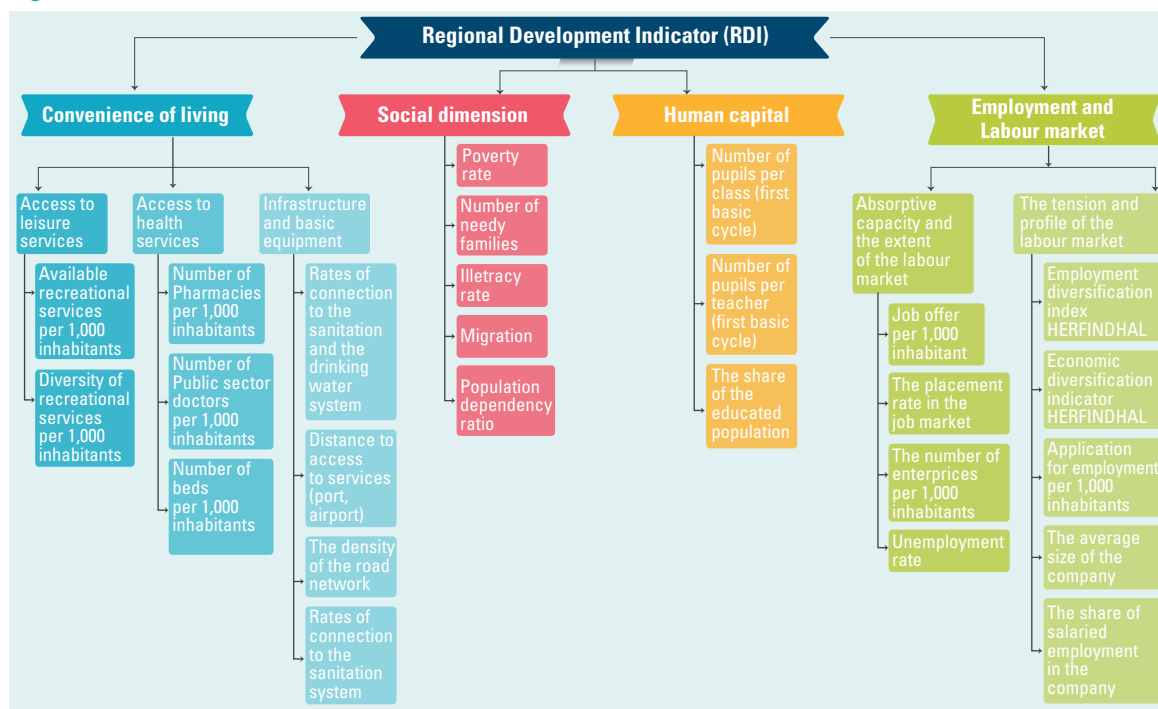 Regional Development Indicator (RDI)
Convenience of living
Access to
leisure
services
Available
recreational
services
per 1,000
inhabitants
Diversity of
recreational
services
per 1,000
inhabitants
Access to
health
services
Number of
Pharmacies
per 1,000
inhabitants
Number of
Public sector
doctors
per 1,000
inhabitants
Number of
beds
per 1,000
inhabitants
Infrastructure
and basic
equipment
Rates of
connection
to the
sanitation
and the
drinking
water
system
Distance to
access
to services
(port,
airport)
The density
of the road
network
Rates of
connection
to the
sanitation
system
Social dimension
Poverty
rate
Number of
needy
families
Illetracy
rate
Migration
Population
dependency
ratio
Human capital
Number of
pupils per
class (first
basic
cycle)
Number of
pupils per
teacher
(first basic
cycle)
The share
of the
educated
population
Employment and
Labour market
Absorptive
capacity and
the extent
of the labour
market
Job offer
per 1,000
inhabitant
The placement
rate in the
job market
The number of
enterprices
per 1,000
inhabitants
Unemployment
rate
The tension and
profile of the
labour market
Employment
diversification
index
HERFINDHAL
Economic
diversification
indicator
HERFINDHAL
Application
for employment
per 1,000
inhabitants
The average
size of the
company
The share of
salaried
employment
in the
company